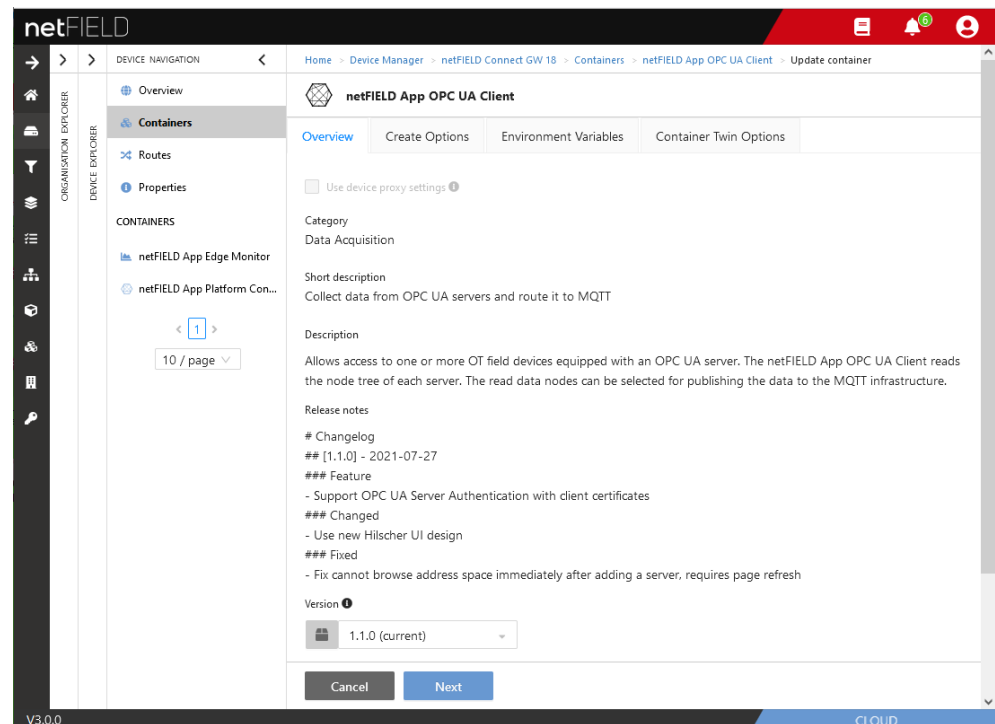 netFIELD
6
DEVICE NAVIGATION
Home > Device Manager > netFIELD Connect GW 18 > Containers > netFIELD App OPC UA Client > Update container
ORGANISATION EXPLORER
DEVICE EXPLORER
Overview
Containers
Routes
Properties
CONTAINERS
netFIELD App Edge Monitor
netFIELD App Platform Con...
< 1 >
10 / page
netFIELD App OPC UA Client
Overview Create Options Environment Variables Container Twin Options
Use device proxy settings
Category
Data Acquisition
Short description
Collect data from OPC UA servers and route it to MQTT
Description
Allows access to one or more OT field devices equipped with an OPC UA server. The netFIELD App OPC UA Client reads
the node tree of each server. The read data nodes can be selected for publishing the data to the MQTT infrastructure.
Release notes
# Changelog
## [1.1.0] - 2021-07-27
### Feature
- Support OPC UA Server Authentication with client certificates
### Changed
- Use new Hilscher UI design
### Fixed
- Fix cannot browse address space immediately after adding a server, requires page refresh
Version
1.1.0 (current)
Cancel Next
V3.0.0
CLOUD